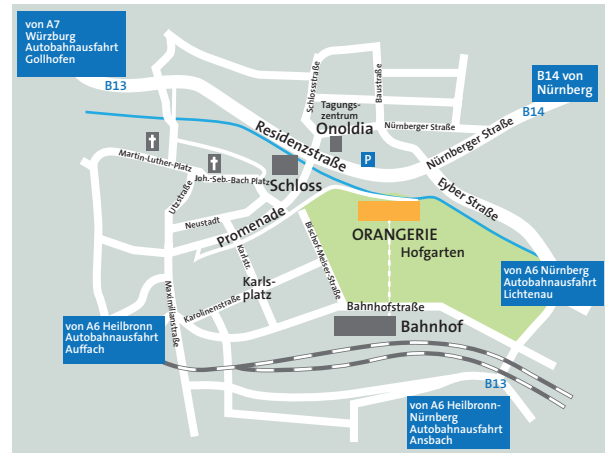 von A7
Würzburg
Autobahnausfahrt
Gollhofen
B13
B14 von
Nürnberg
B14
Schlossstraße
Baustraße
Tagungs-
zentrum
Onoldia
Nürnberger Straße
Nürnberger Straße
Residenzstraße
P
Martin-Luther-Platz
Joh.-Seb.-Bach Platz
Schloss
Eyber Straße
Utzstraße
Neustadt
Promenade
ORANGERIE
Hofgarten
Bischof-Meiser-Straße
Karlstr.
Karls-
platz
Karolinenstraße
Maximilianstraße
Bahnhofstraße
Bahnhof
von A6 Nürnberg
Autobahnausfahrt
Lichtenau
von A6 Heilbronn
Autobahnausfahrt
Auffach
B13
von A6 Heilbronn-
Nürnberg
Autobahnausfahrt
Ansbach